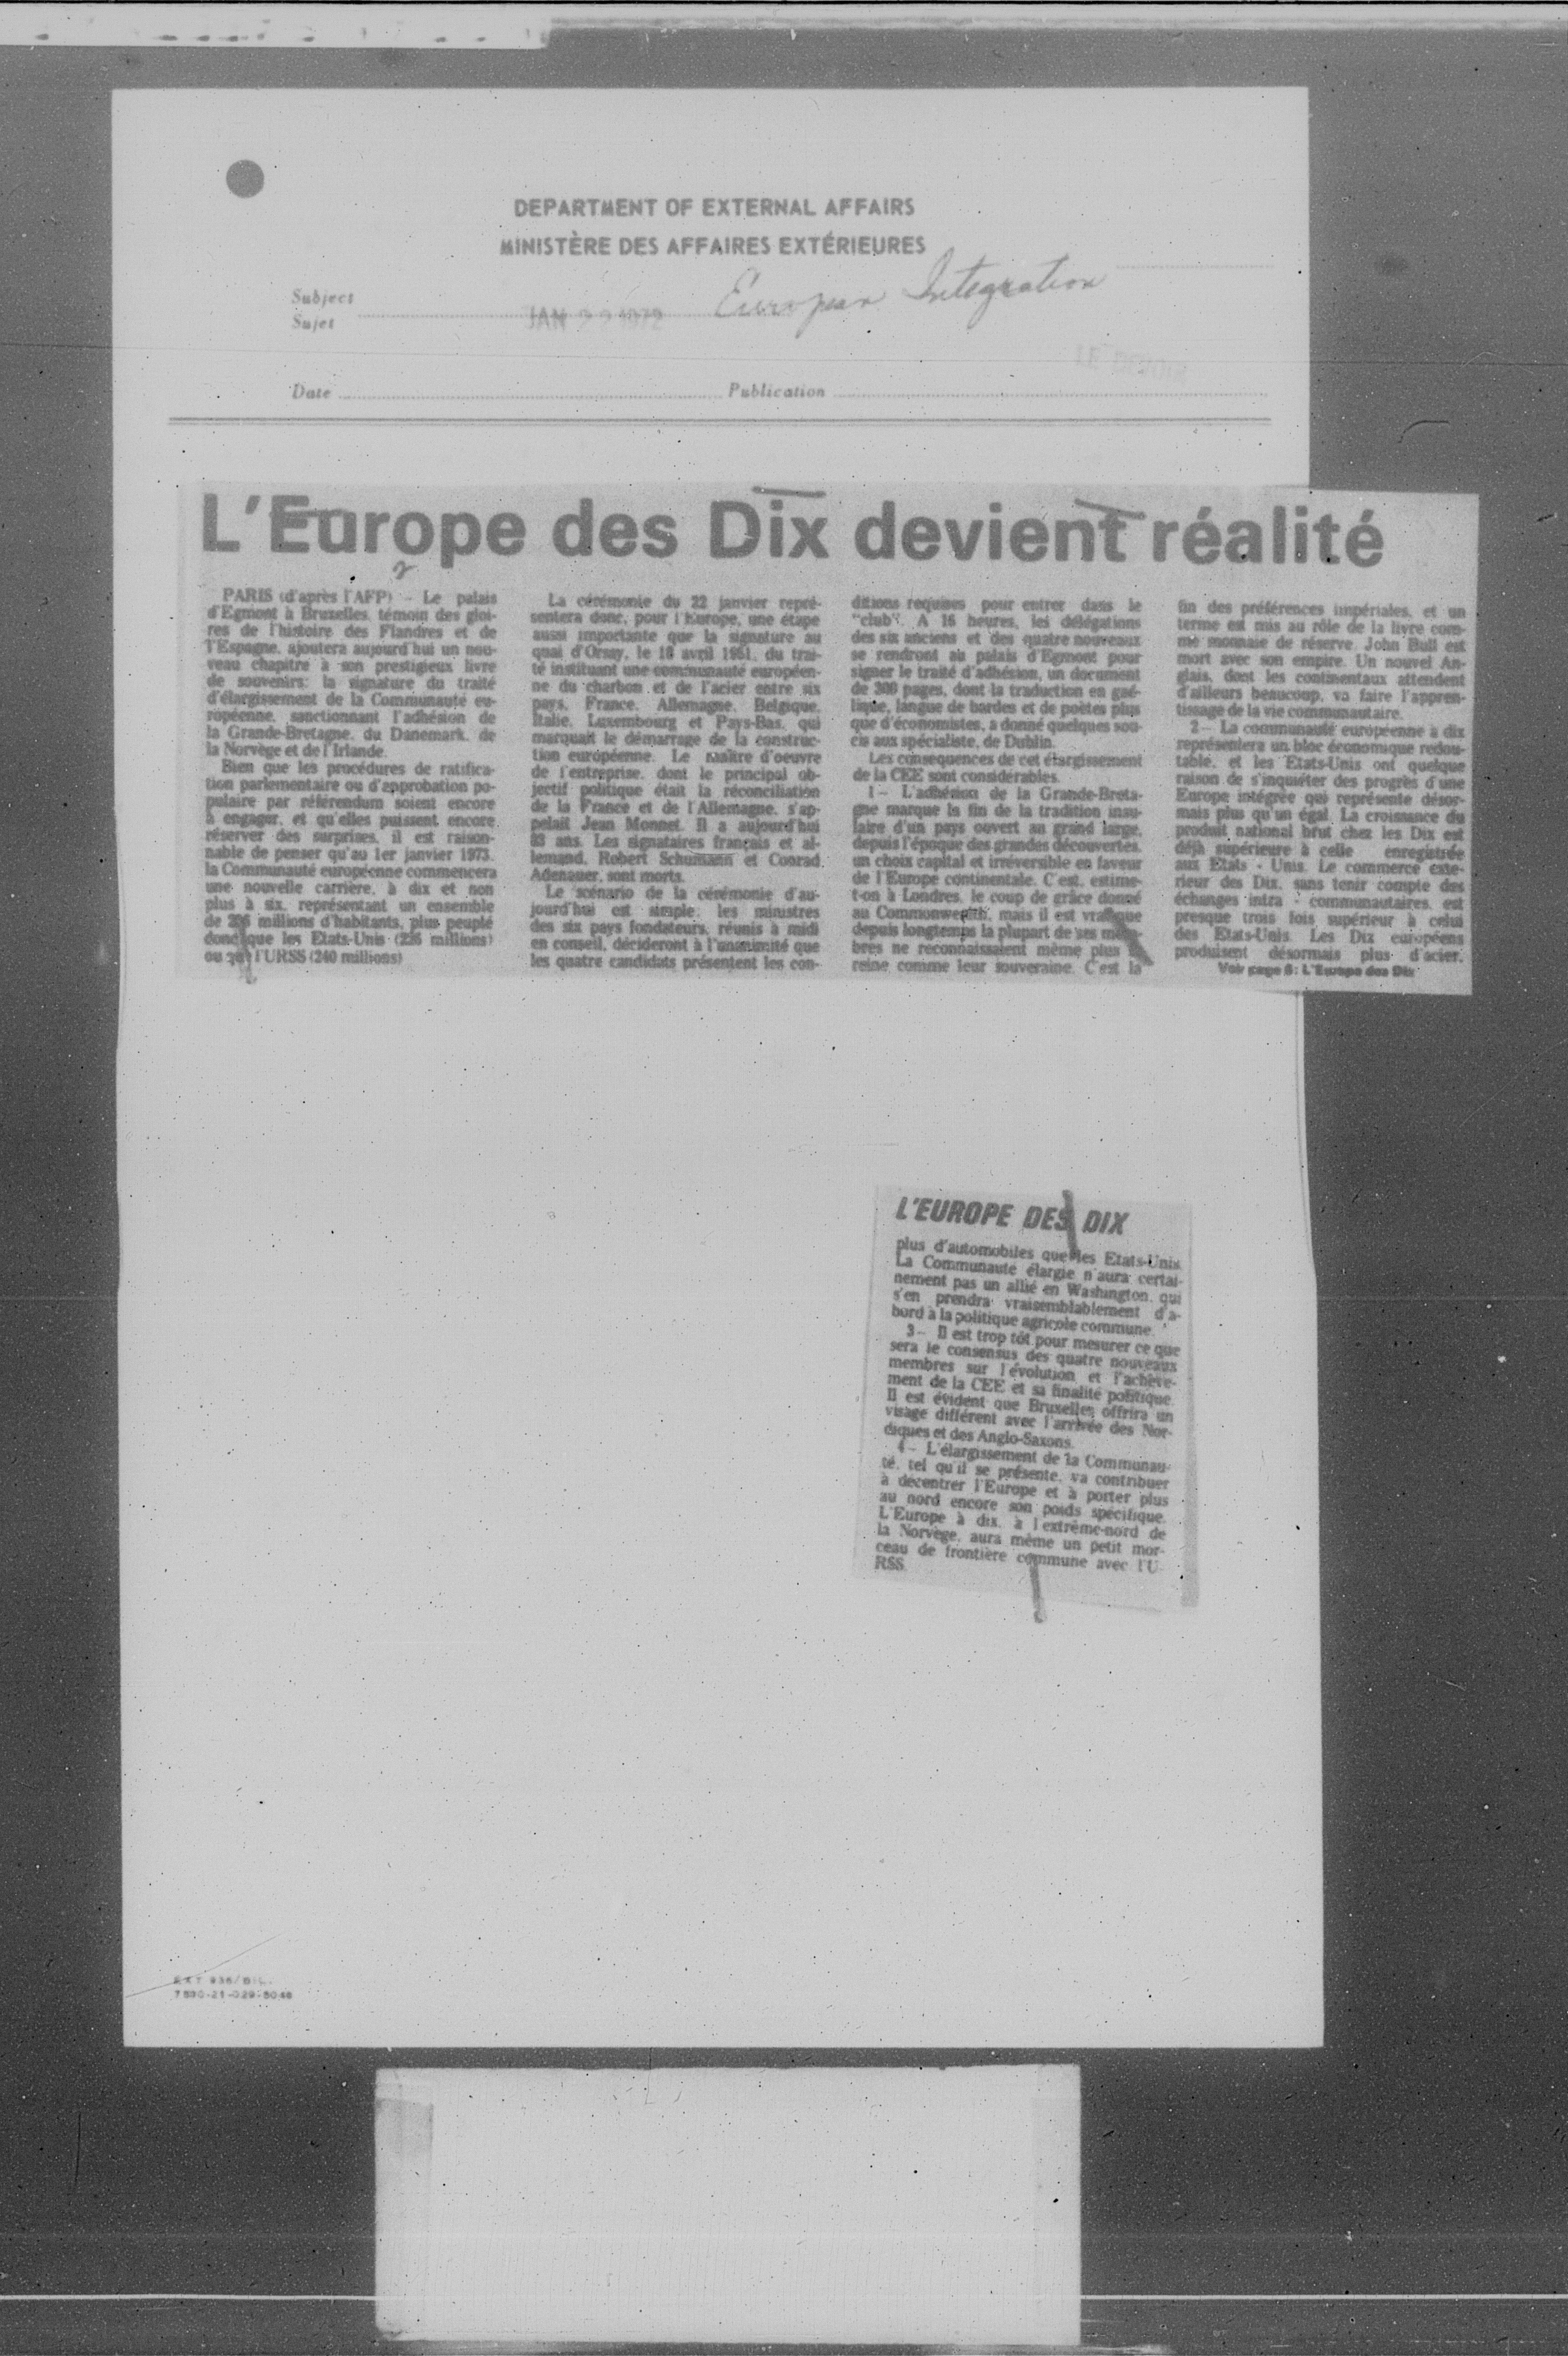 DEPARTMENT OF EXTERNAL AFFAIRS
MINISTÈRE DES AFFAIRES EXTÉRIEURES
Subject
Sujet
JAN 22 1972
European Integration
LE DEVOIR
Date
Publication
L'Europe des Dix devient réalité
PARIS (d'après l'AFP) - Le palais
d'Egmont à Bruxelles, témoin des gloi-
res de l'histoire des Flandres et de
l'Espagne, ajoutera aujourd'hui un nou-
veau chapitre à son prestigieux livre
de souvenirs: la signature du traité
d'élargissement de la Communauté eu-
ropéenne, sanctionnant l'adhésion de
la Grande-Bretagne, du Danemark, de
la Norvège et de l'Irlande.
Bien que les procédures de ratifica-
tion parlementaire ou d'approbation po-
pulaire par référendum soient encore
à engager, et qu'elles puissent encore
réserver des surprises, il est raison-
nable de penser qu'au 1er janvier 1973,
la Communauté européenne commencera
une nouvelle carrière, à dix et non
plus à six, représentant un ensemble
de millions d'habitants, plus peuplé
donc que les Etats-Unis (millions)
ou que l'URSS (240 millions)
La cérémonie du 22 janvier repré-
sentera donc, pour l'Europe, une étape
aussi importante que la signature au
quai d'Orsay, le 18 avril 1951, du trai-
té instituant une communauté européen-
ne du charbon et de l'acier entre six
pays, France, Allemagne, Belgique,
Italie, Luxembourg et Pays-Bas, qui
marquait le démarrage de la construc-
tion européenne. Le maître d'oeuvre
de l'entreprise, dont le principal ob-
jectif politique était la réconciliation
de la France et de l'Allemagne, s'ap-
pelait Jean Monnet. Il a aujourd'hui
83 ans. Les signataires français et al-
lemand, Robert Schumann et Conrad
Adenauer, sont morts.
Le scénario de la cérémonie d'au-
jourd'hui est simple: les ministres
des six pays fondateurs, réunis à midi
en conseil, décideront à l'unanimité que
les quatre candidats présentent les con-
ditions requises pour entrer dans le
"club". A 16 heures, les délégations
des six anciens et des quatre nouveaux
se rendront au palais d'Egmont pour
signer le traité d'adhésion, un document
de 300 pages, dont la traduction en gaé-
lique, langue de bardes et de poètes plus
que d'économistes, a donné quelques sou-
cis aux spécialiste, de Dublin.
Les conséquences de cet élargissement
de la CEE sont considérables.
1- L'adhésion de la Grande-Breta-
gne marque la fin de la tradition insu-
laire d'un pays ouvert au grand large,
depuis l'époque des grandes découvertes,
un choix capital et irréversible en faveur
de l'Europe continentale. C'est, estime-
t-on à Londres, le coup de grâce donné
au Commonwealth, mais il est vrai que
depuis longtemps la plupart de ses mem-
bres ne reconnaissaient même plus la
reine comme leur souveraine. C'est la
fin des préférences impériales, et un
terme est mis au rôle de la livre com-
me monnaie de réserve. John Bull est
mort avec son empire. Un nouvel An-
glais, dont les continentaux attendent
d'ailleurs beaucoup, va faire l'appren-
tissage de la vie communautaire.
2- La communauté européenne à dix
représentera un bloc économique redou-
table, et les Etats-Unis ont quelque
raison de s'inquiéter des progrès d'une
Europe intégrée qui représente désor-
mais plus qu'un égal. La croissance du
produit national brut chez les Dix est
déjà supérieure à celle enregistrée
aux Etats - Unis. Le commerce exté-
rieur des Dix, sans tenir compte des
échanges intra - communautaires, est
presque trois fois supérieur à celui
des Etats-Unis. Les Dix européens
produisent désormais plus d'acier,
Voir page 6: L'Europe des Dix
L'EUROPE DES DIX
plus d'automobiles que les Etats-Unis.
La Communauté élargie n'aura certai-
nement pas un allié en Washington, qui
s'en prendra vraisemblablement d'a-
bord à la politique agricole commune.
3- Il est trop tôt pour mesurer ce que
sera le consensus des quatre nouveaux
membres sur l'évolution et l'achève-
ment de la CEE et sa finalité politique.
Il est évident que Bruxelles offrira un
visage différent avec l'arrivée des Nor-
diques et des Anglo-Saxons.
4- L'élargissement de la Communau-
té, tel qu'il se présente, va contribuer
à décentrer l'Europe et à porter plus
au nord encore son poids spécifique.
L'Europe à dix, à l'extrême-nord de
la Norvège, aura même un petit mor-
ceau de frontière commune avec l'U-
RSS.
7530-21-029-5048